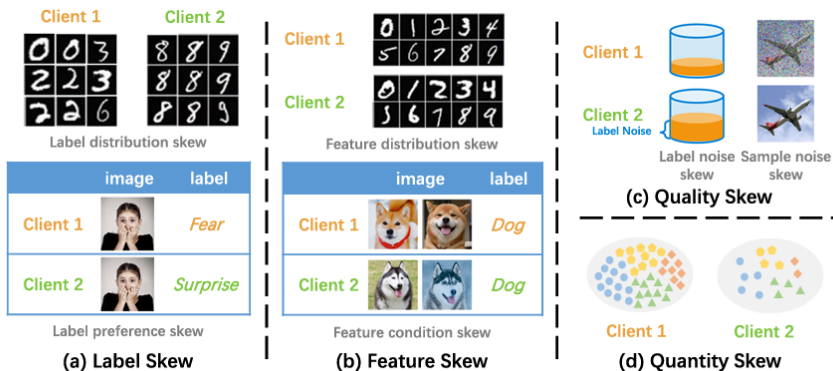 Client 1
Client 2
Label distribution skew
image
label
Client 1
Fear
Client 2
Surprise
Label preference skew
(a) Label Skew
Client 1
Client 2
Feature distribution skew
image
label
Client 1
Dog
Client 2
Dog
Feature condition skew
(b) Feature Skew
Client 1
Client 2
Label Noise
Label noise
skew
Sample noise
skew
(c) Quality Skew
Client 1
Client 2
(d) Quantity Skew